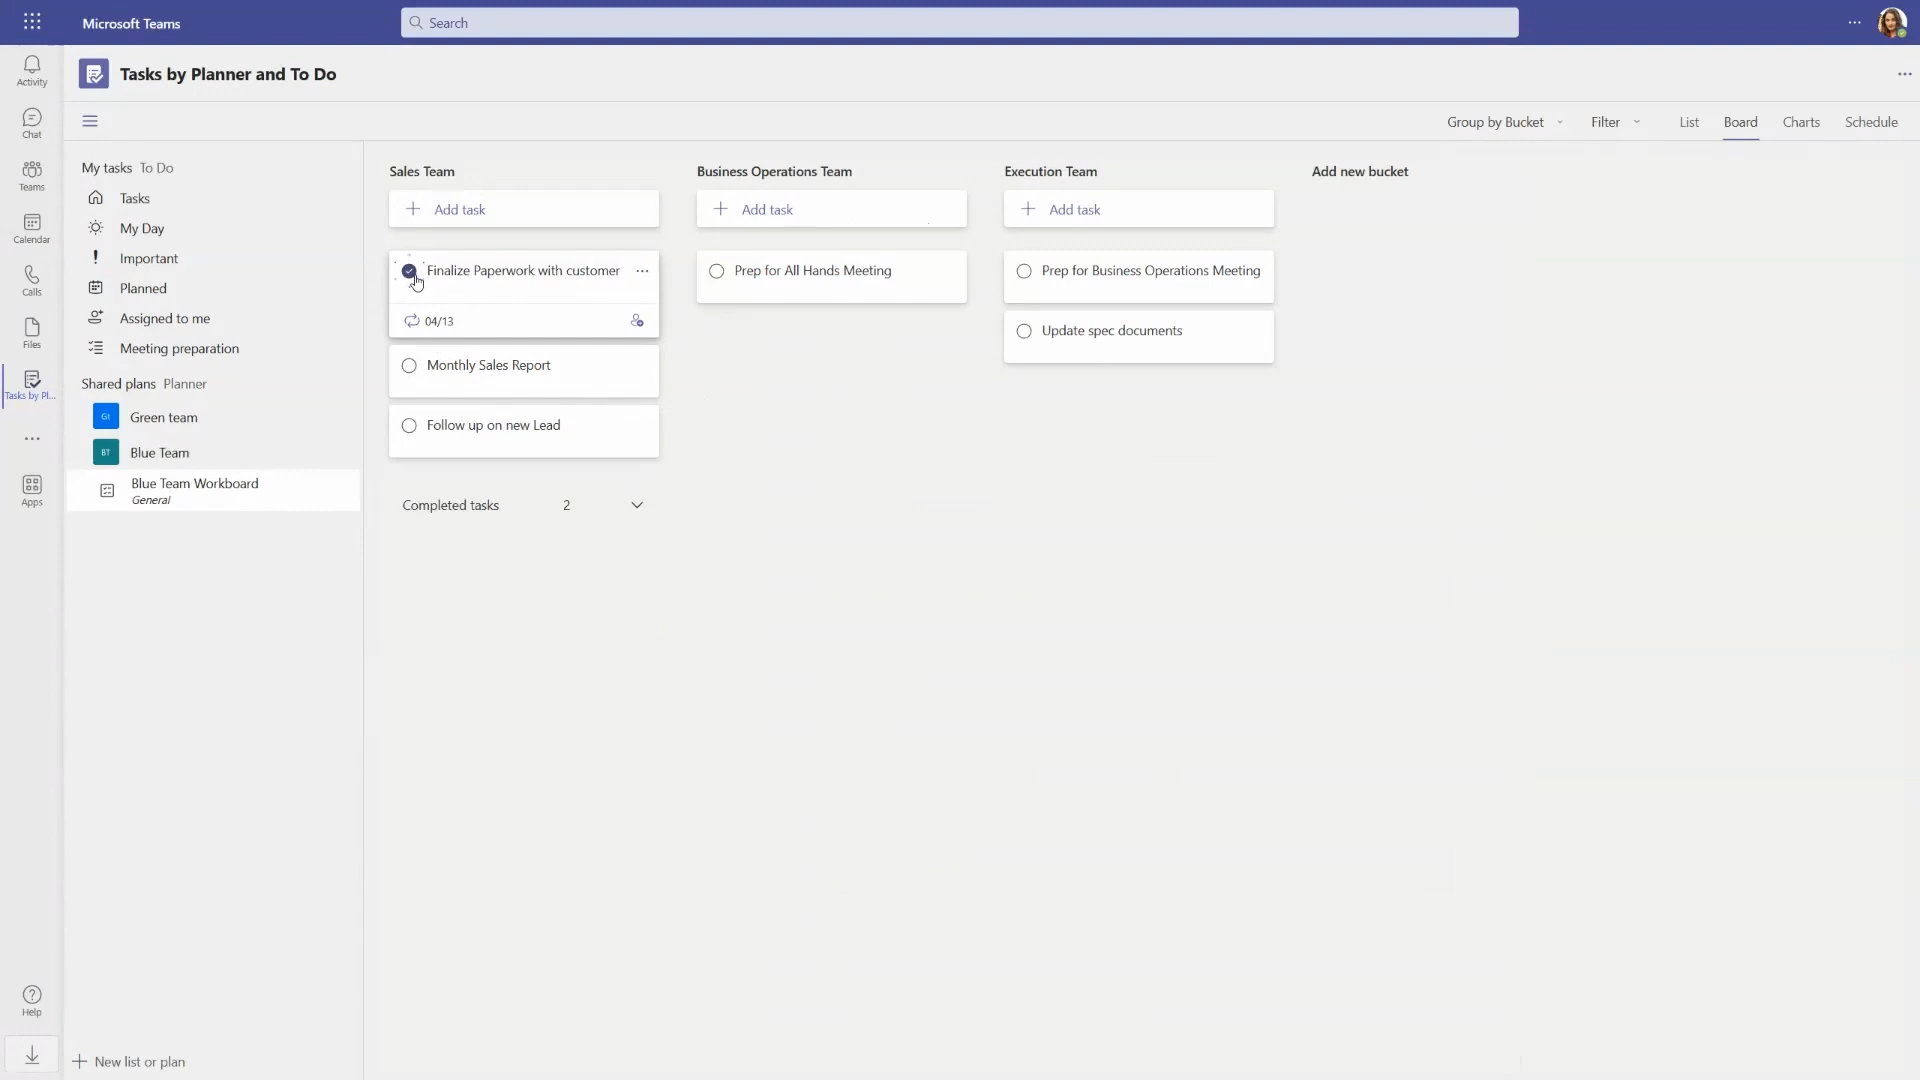 Microsoft Teams
Search
Activity
Chat
Teams
Calendar
Calls
Files
Tasks by Pl...
Apps
Help
Tasks by Planner and To Do
Group by Bucket
Filter
List
Board
Charts
Schedule
My tasks To Do
Tasks
My Day
Important
Planned
Assigned to me
Meeting preparation
Shared plans Planner
Gt Green team
BT Blue Team
Blue Team Workboard
General
New list or plan
Sales Team
Add task
Finalize Paperwork with customer
04/13
Monthly Sales Report
Follow up on new Lead
Completed tasks 2
Business Operations Team
Add task
Prep for All Hands Meeting
Execution Team
Add task
Prep for Business Operations Meeting
Update spec documents
Add new bucket